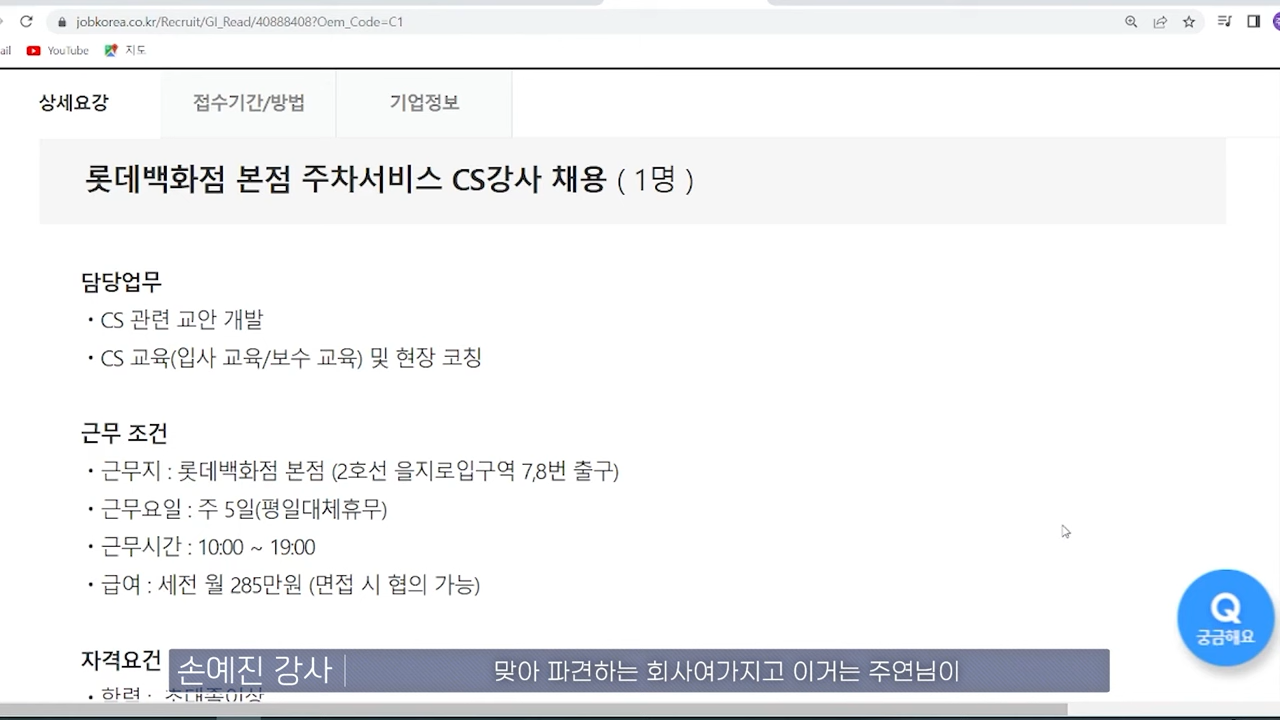 jobkorea.co.kr/Recruit/GI_Read/40888408?Oem_Code=C1
ail YouTube 지도
상세요강 접수기간/방법 기업정보
롯데백화점 본점 주차서비스 CS강사 채용 ( 1명 )
담당업무
・CS 관련 교안 개발
・CS 교육(입사 교육/보수 교육) 및 현장 코칭
근무 조건
・근무지 : 롯데백화점 본점 (2호선 을지로입구역 7,8번 출구)
・근무요일 : 주 5일(평일대체휴무)
・근무시간 : 10:00 ~ 19:00
・급여 : 세전 월 285만원 (면접 시 협의 가능)
Q
궁금해요
자격요건
손예진 강사 맞아 파견하는 회사여가지고 이거는 주연님이
・학력 : 초대졸이상